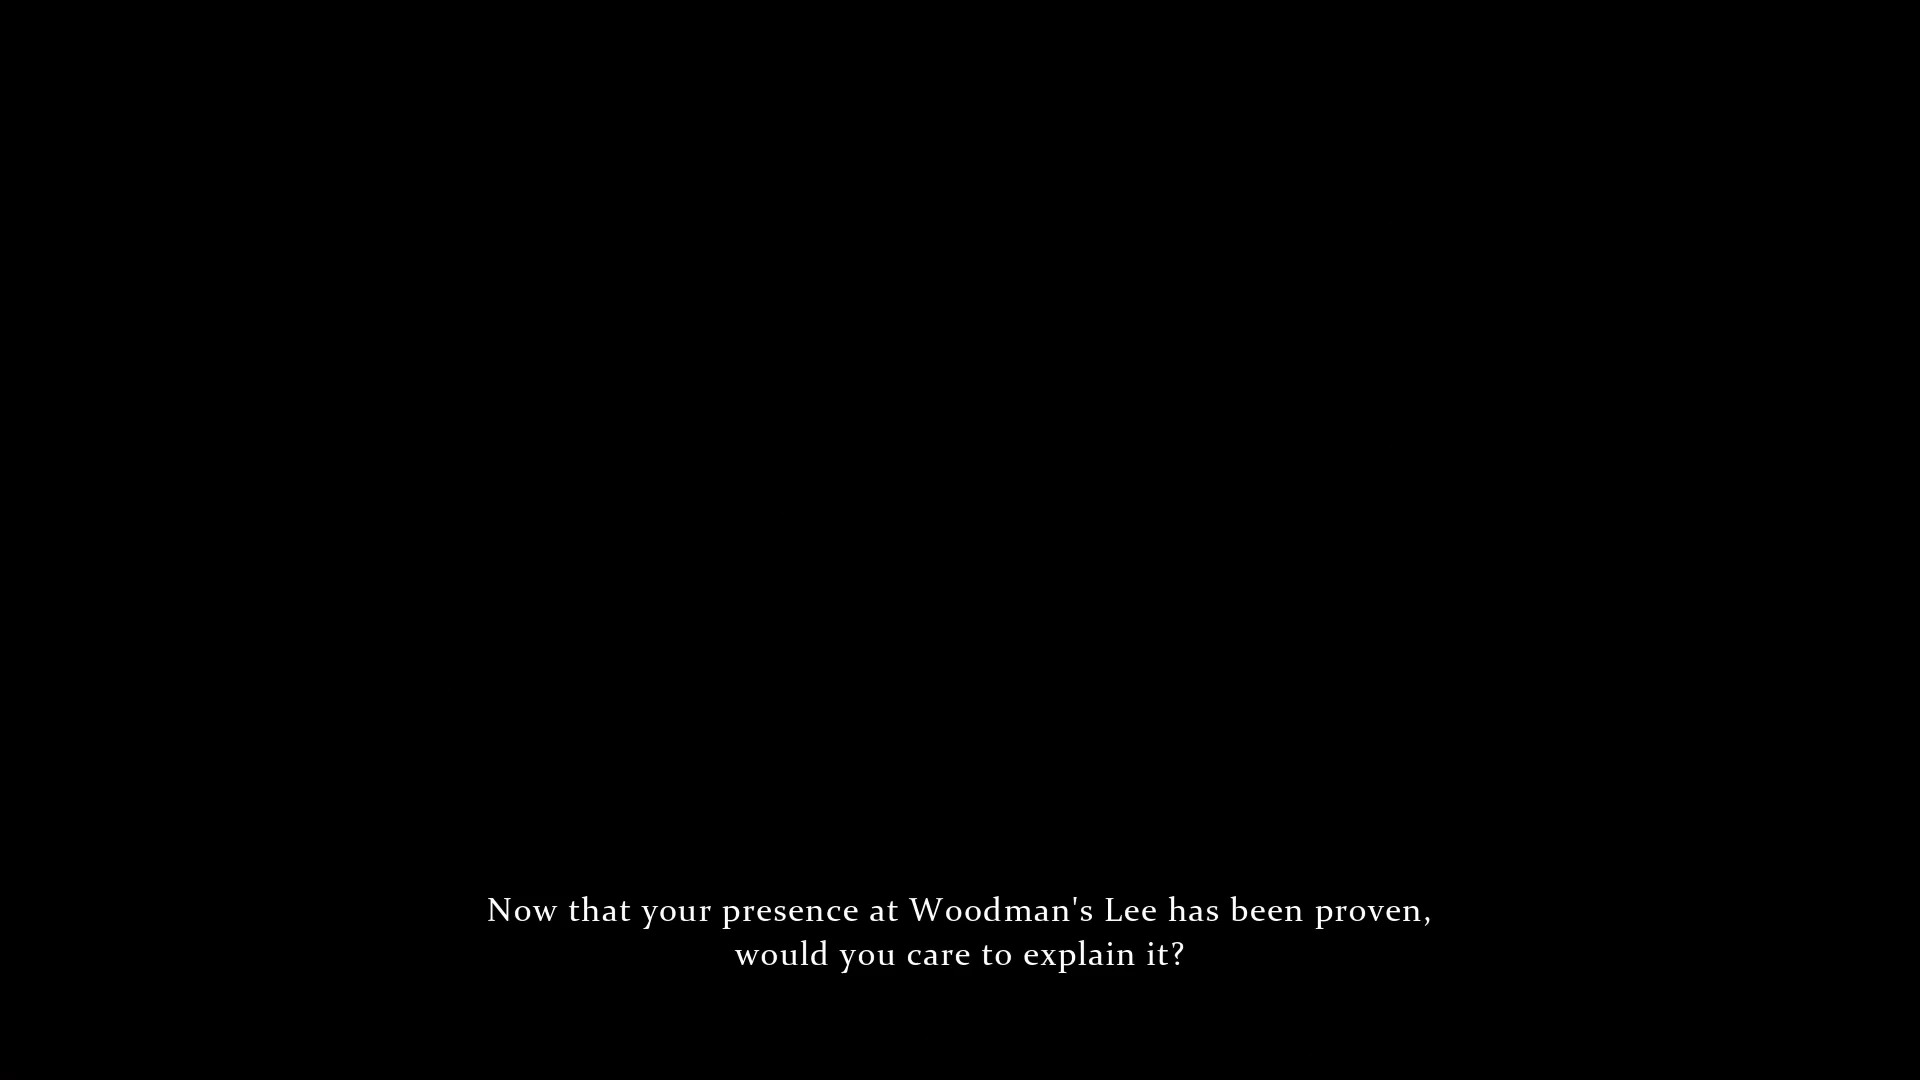 Now that your presence at Woodman's Lee has been proven,
would you care to explain it?